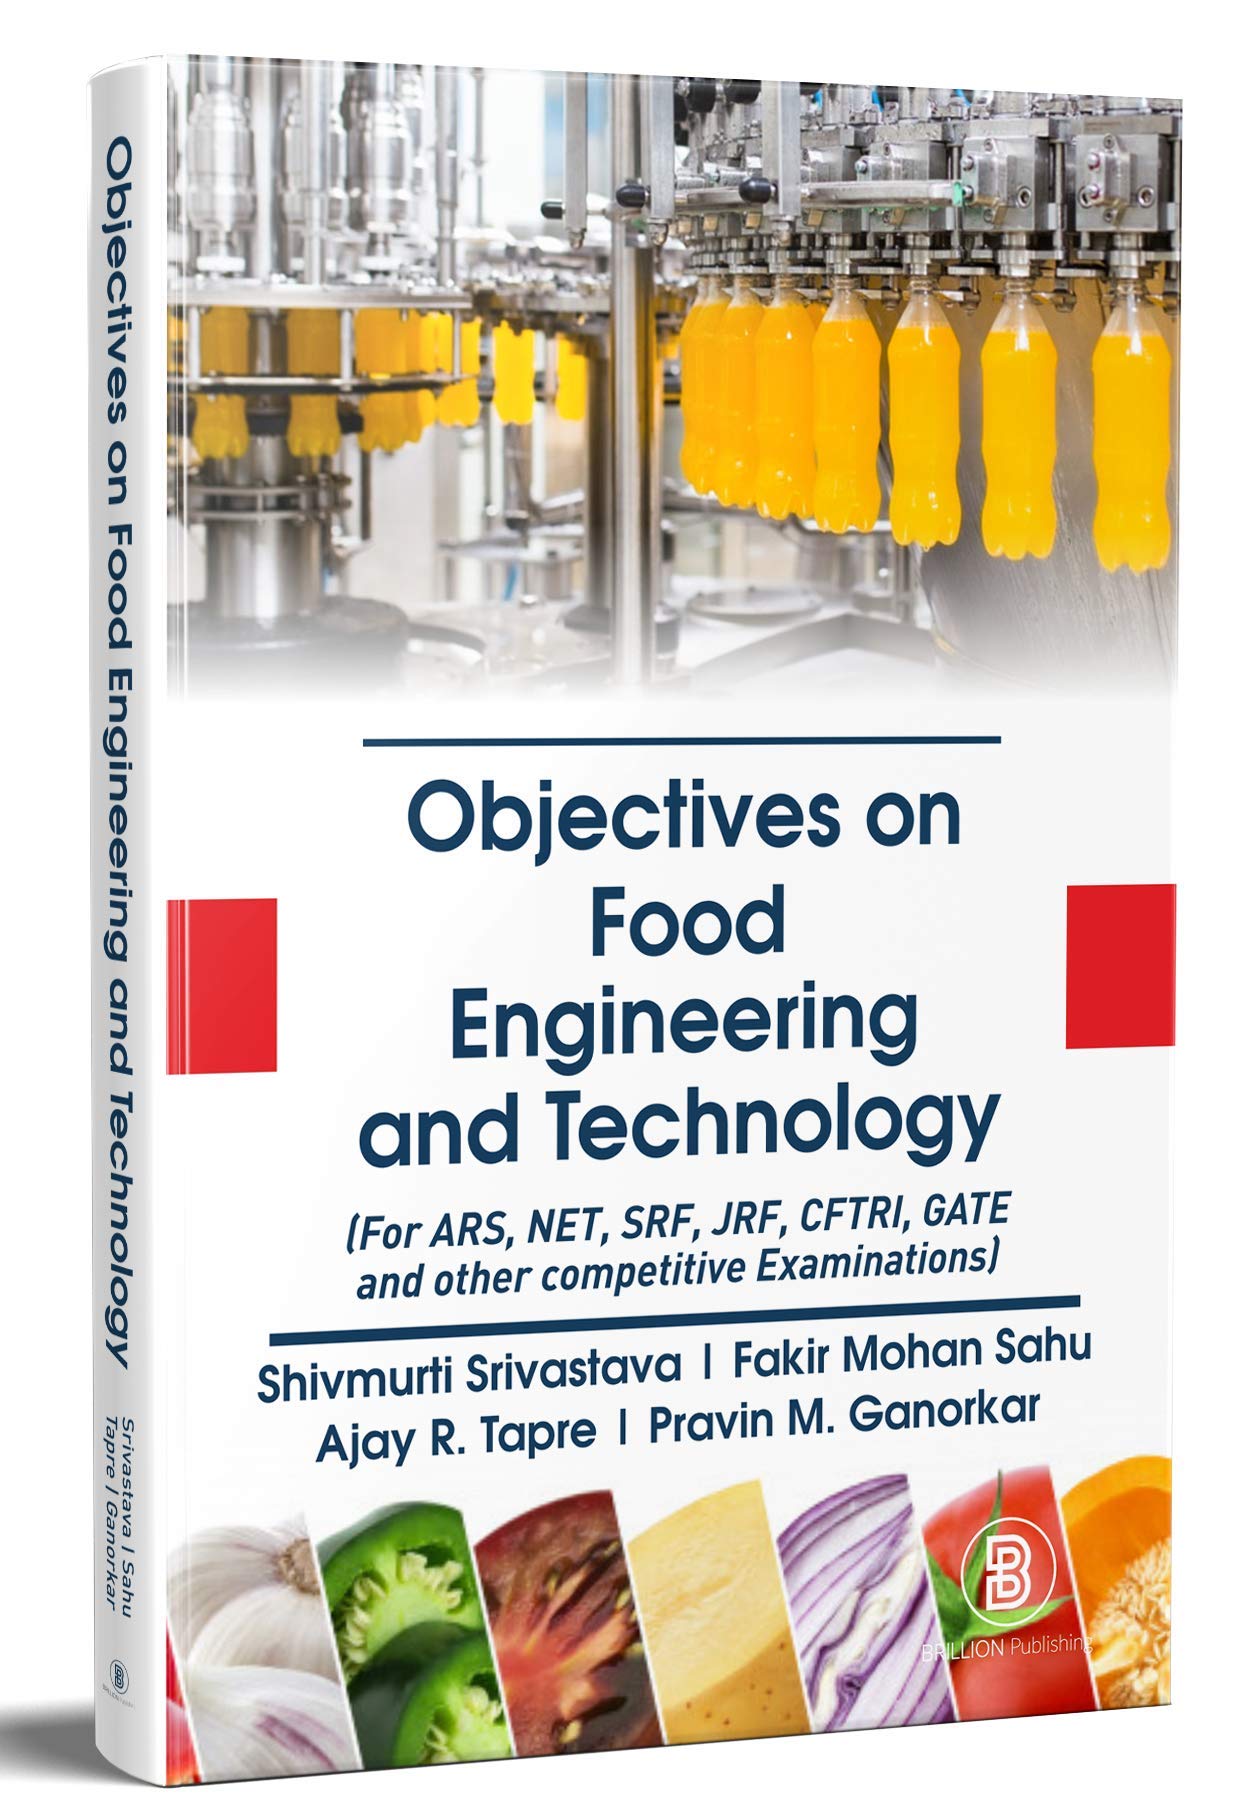 Objectives on Food Engineering and Technology
Srivastava | Sahu
Tapre | Ganorkar
Objectives on
Food
Engineering
and Technology
(For ARS, NET, SRF, JRF, CFTRI, GATE
and other competitive Examinations)
Shivmurti Srivastava | Fakir Mohan Sahu
Ajay R. Tapre | Pravin M. Ganorkar
B
BRILLION Publishing